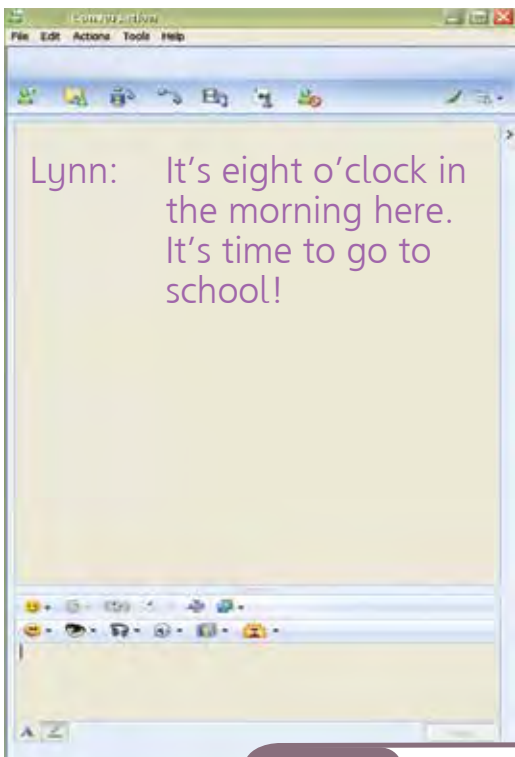 Conversation
File Edit Actions Tools Help
Lynn: It's eight o'clock in
the morning here.
It's time to go to
school!
A